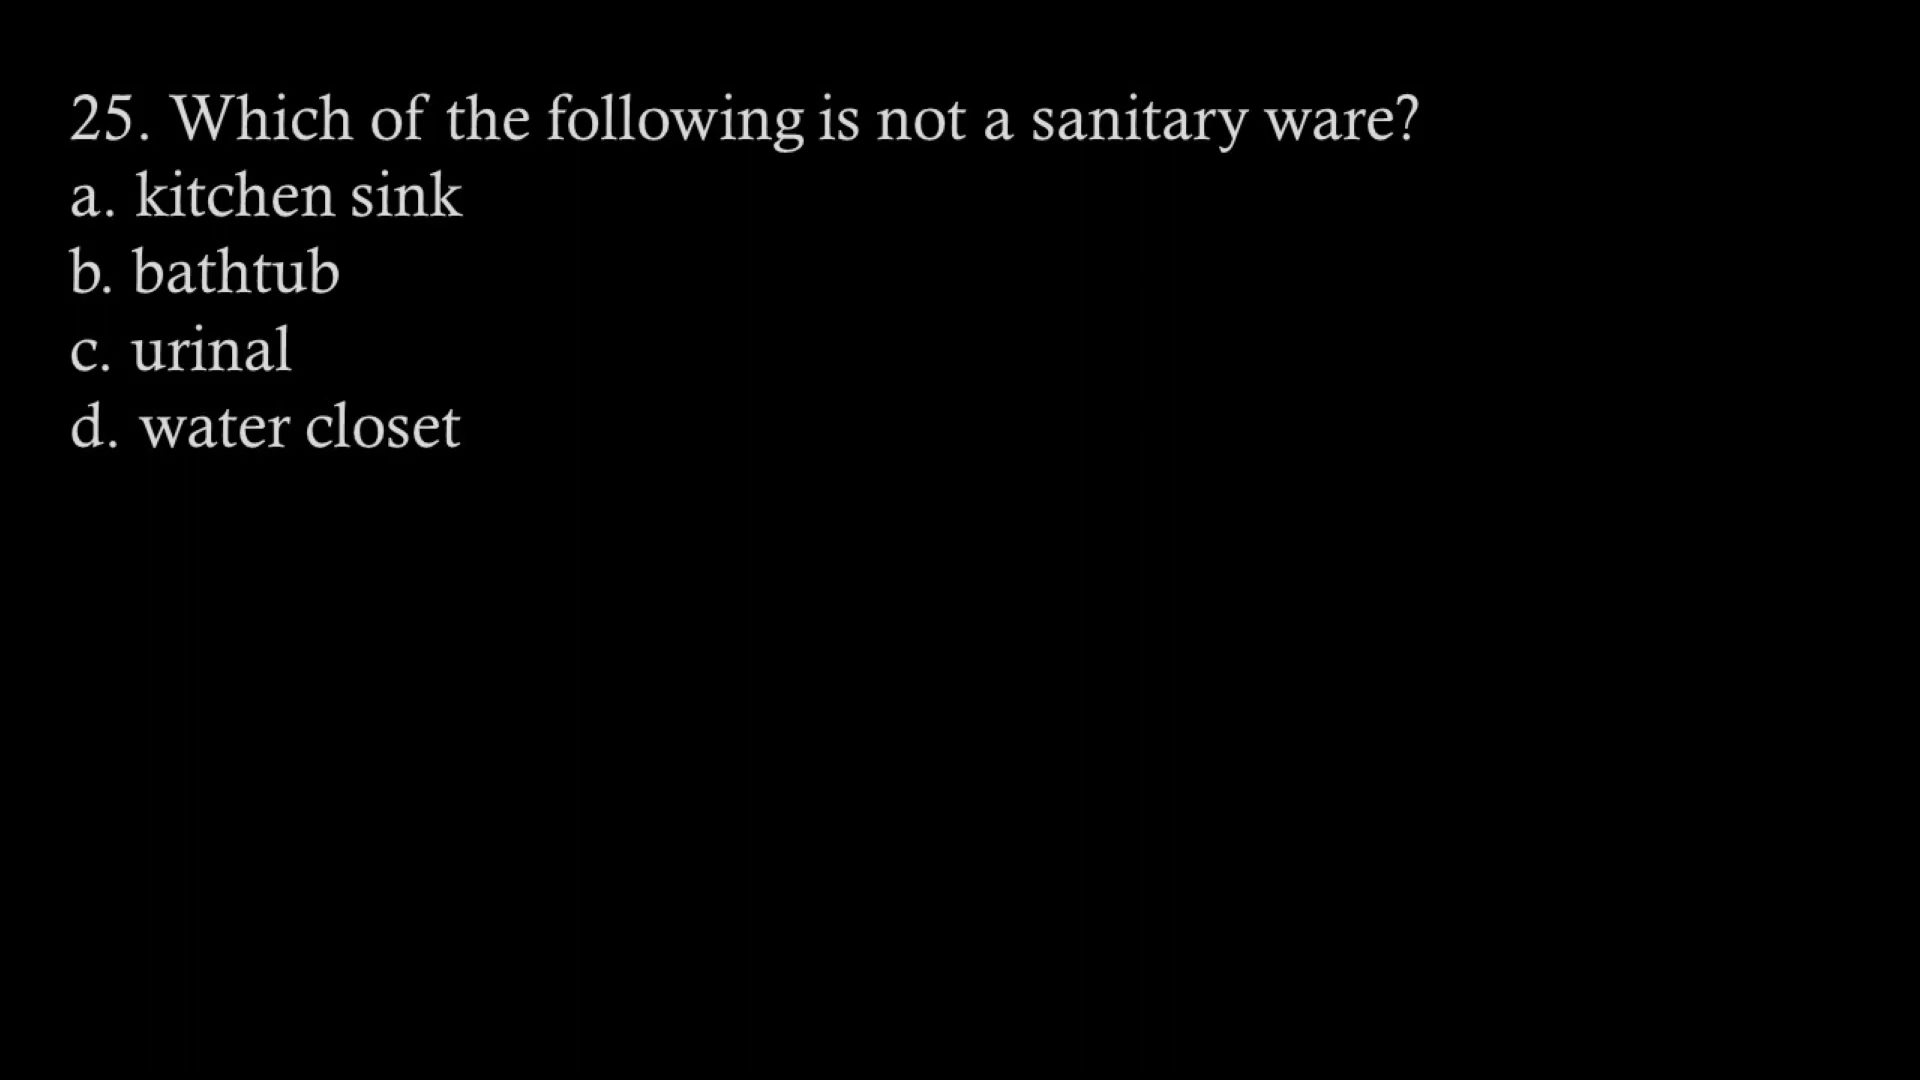 25. Which of the following is not a sanitary ware?
a. kitchen sink
b. bathtub
c. urinal
d. water closet